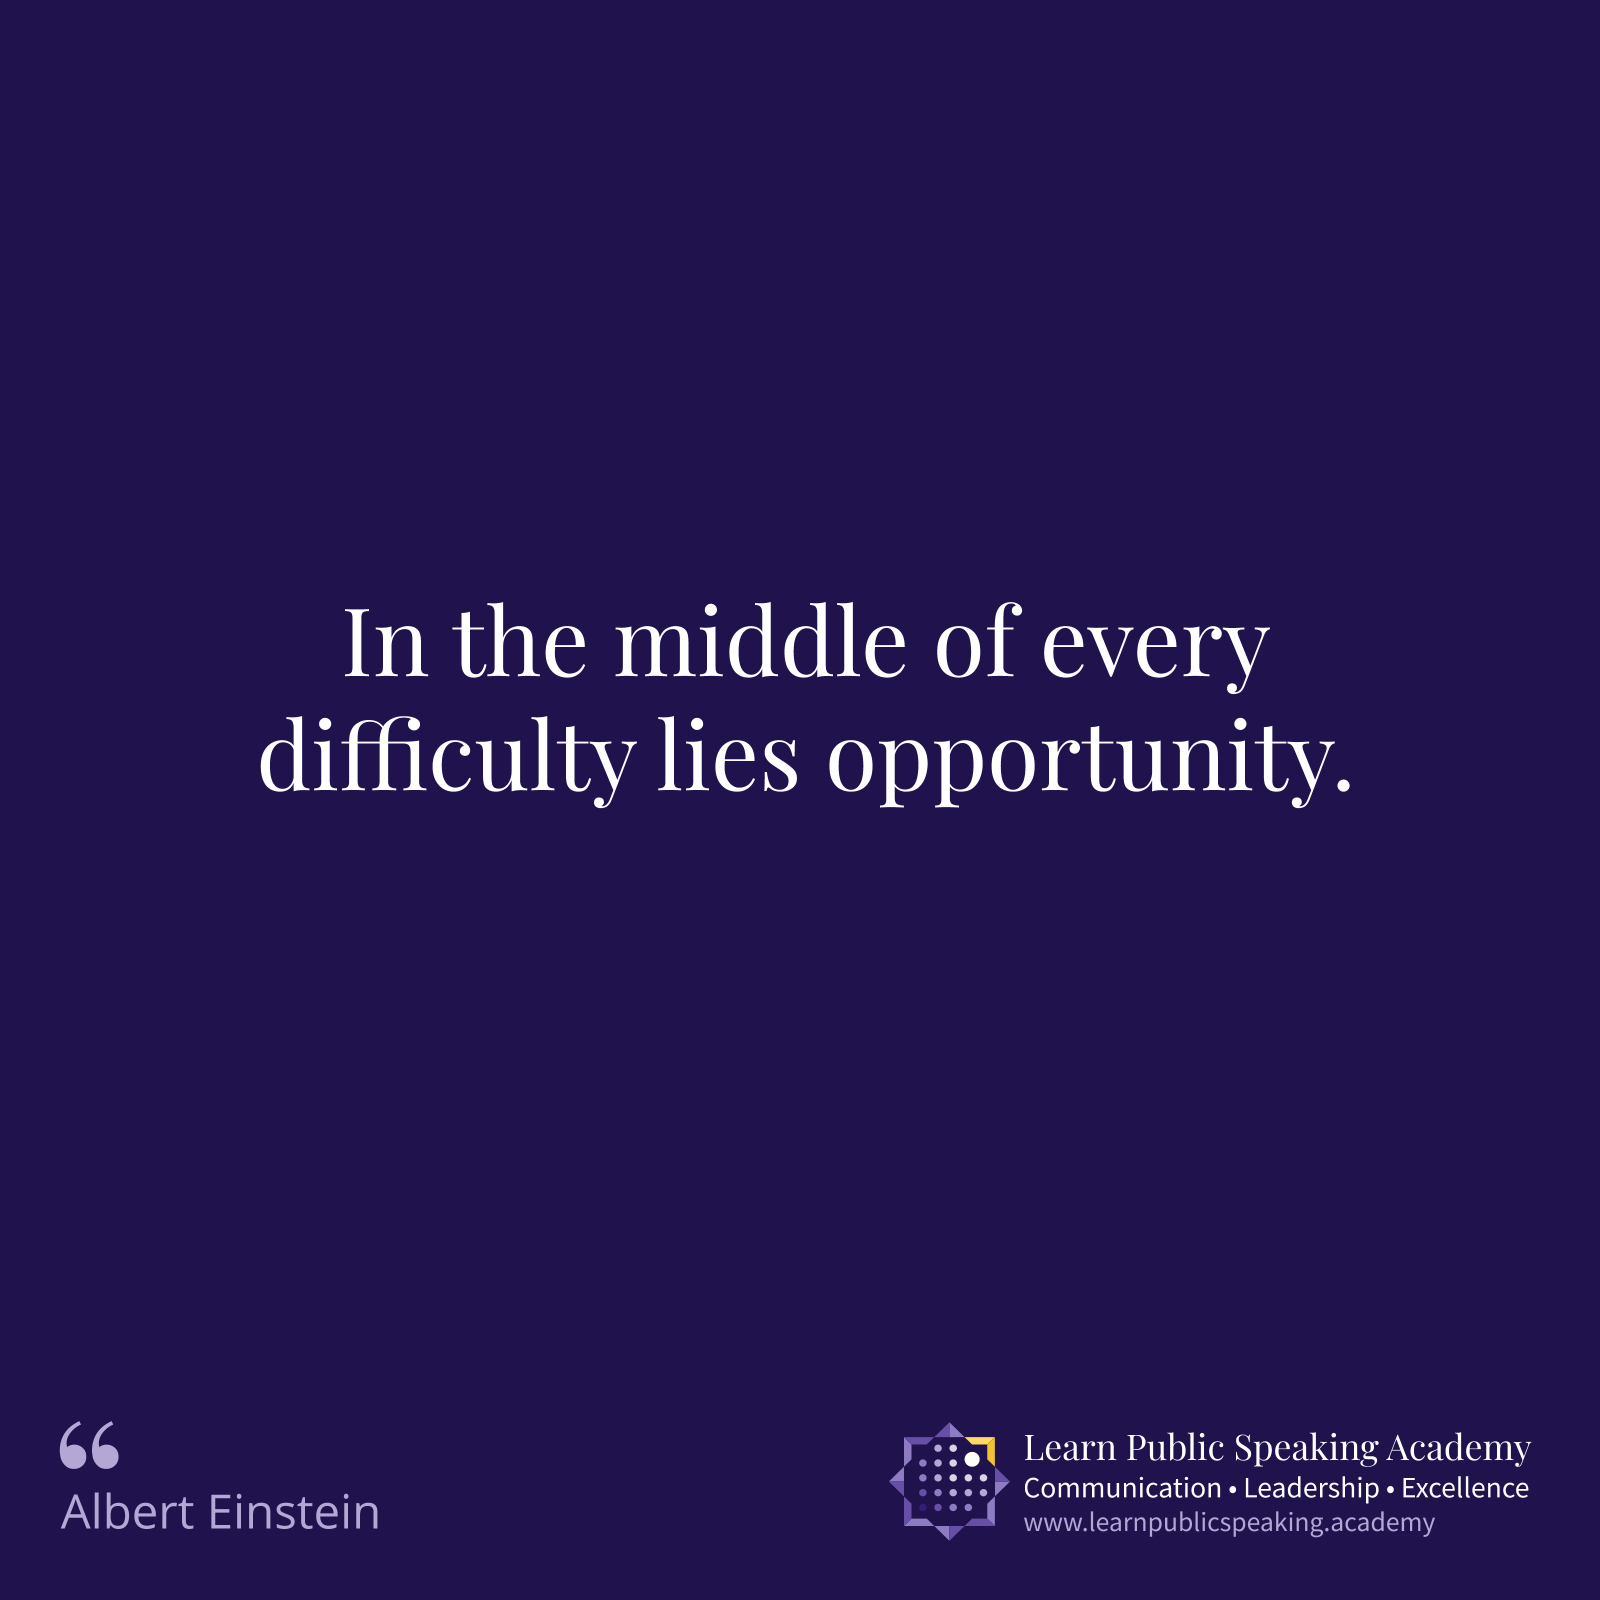 In the middle of every
difficulty lies opportunity.
Albert Einstein
Learn Public Speaking Academy
Communication • Leadership • Excellence
www.learnpublicspeaking.academy